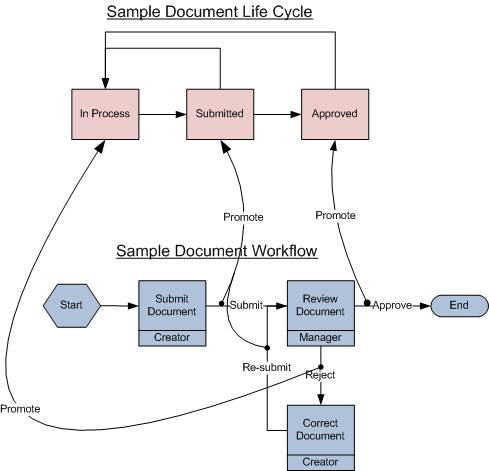 Sample Document Life Cycle
In Process
Submitted
Approved
Promote
Promote
Sample Document Workflow
Start
Submit
Document
Creator
Submit
Review
Document
Manager
Approve
End
Re-submit
Reject
Promote
Correct
Document
Creator